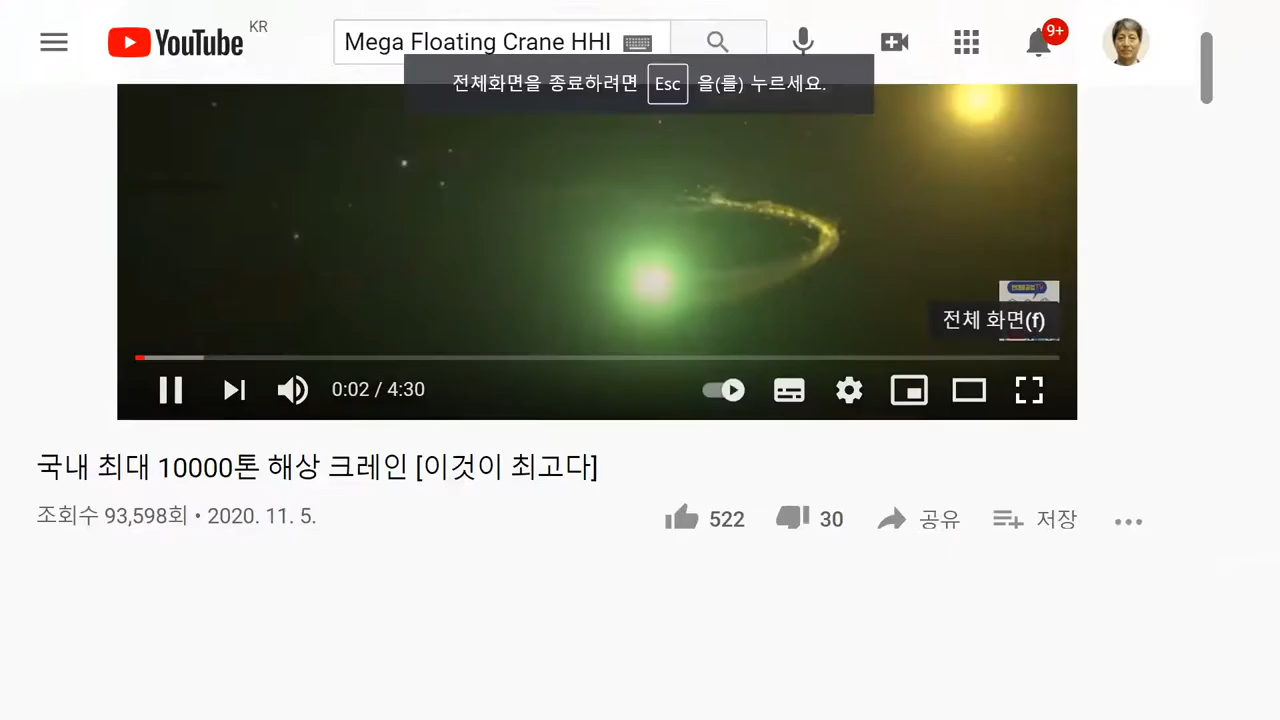 YouTube KR
Mega Floating Crane HHI
9+
전체화면을 종료하려면 Esc 을(를) 누르세요.
전체 화면(f)
0:02 / 4:30
국내 최대 10000톤 해상 크레인 [이것이 최고다]
조회수 93,598회 • 2020. 11. 5.
522
30
공유
저장